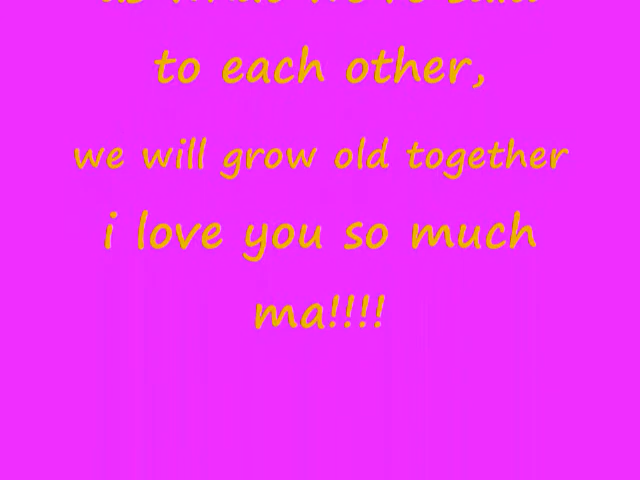 to each other,
we will grow old together
i love you so much
ma!!!!